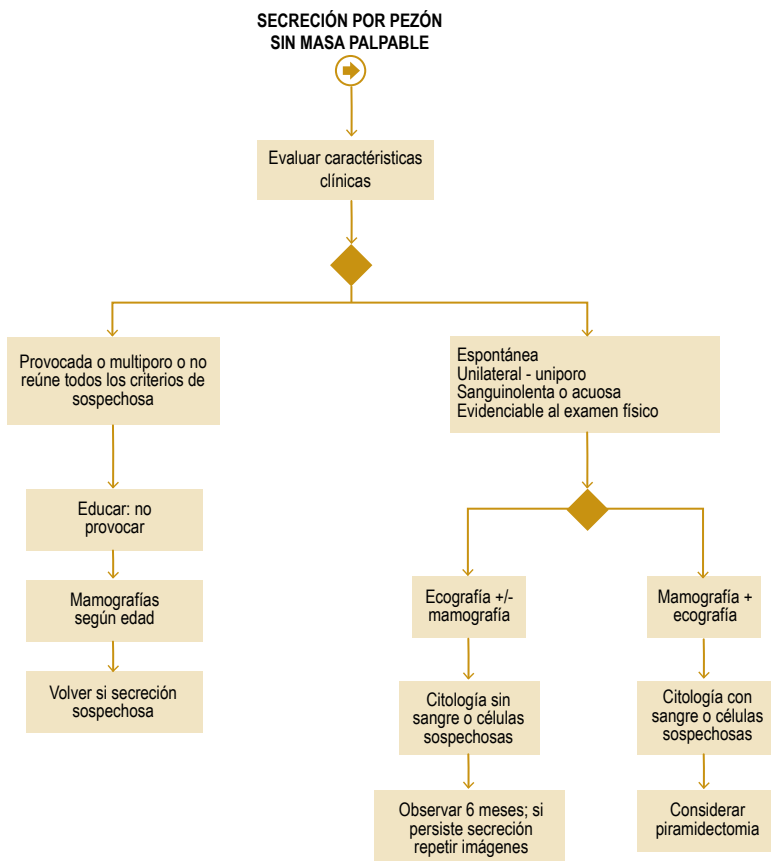 SECRECIÓN POR PEZÓN
SIN MASA PALPABLE
Evaluar caractéristicas
clínicas
Provocada o multiporo o no
reúne todos los criterios de
sospechosa
Educar: no
provocar
Mamografías
según edad
Volver si secreción
sospechosa
Espontánea
Unilateral - uniporo
Sanguinolenta o acuosa
Evidenciable al examen físico
Ecografía +/-
mamografía
Citología sin
sangre o células
sospechosas
Observar 6 meses; si
persiste secreción
repetir imágenes
Mamografía +
ecografía
Citología con
sangre o células
sospechosas
Considerar
piramidectomia